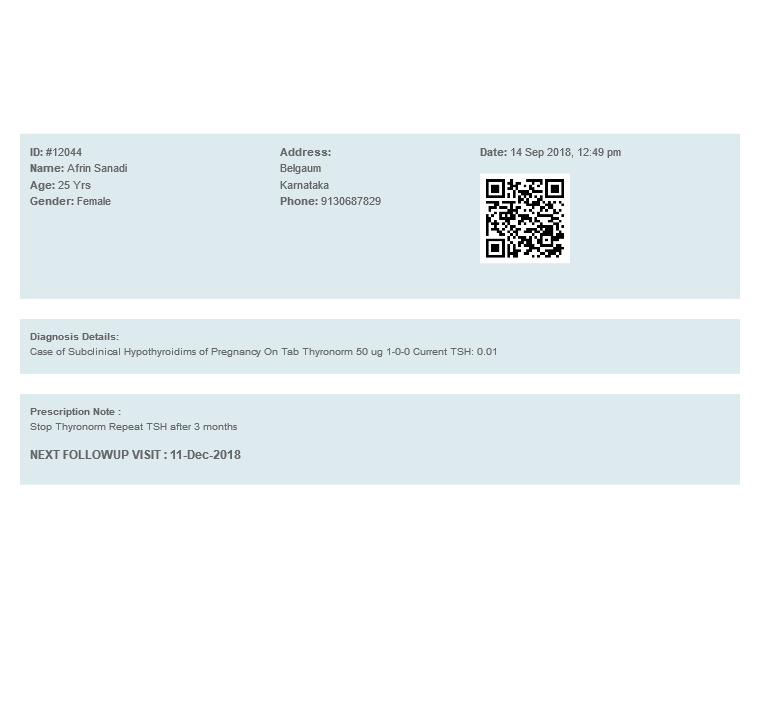 ID: #12044
Name: Afrin Sanadi
Age: 25 Yrs
Gender: Female
Address:
Belgaum
Karnataka
Phone: 9130687829
Date: 14 Sep 2018, 12:49 pm
Diagnosis Details:
Case of Subclinical Hypothyroidims of Pregnancy On Tab Thyronorm 50 ug 1-0-0 Current TSH: 0.01
Prescription Note :
Stop Thyronorm Repeat TSH after 3 months
NEXT FOLLOWUP VISIT : 11-Dec-2018